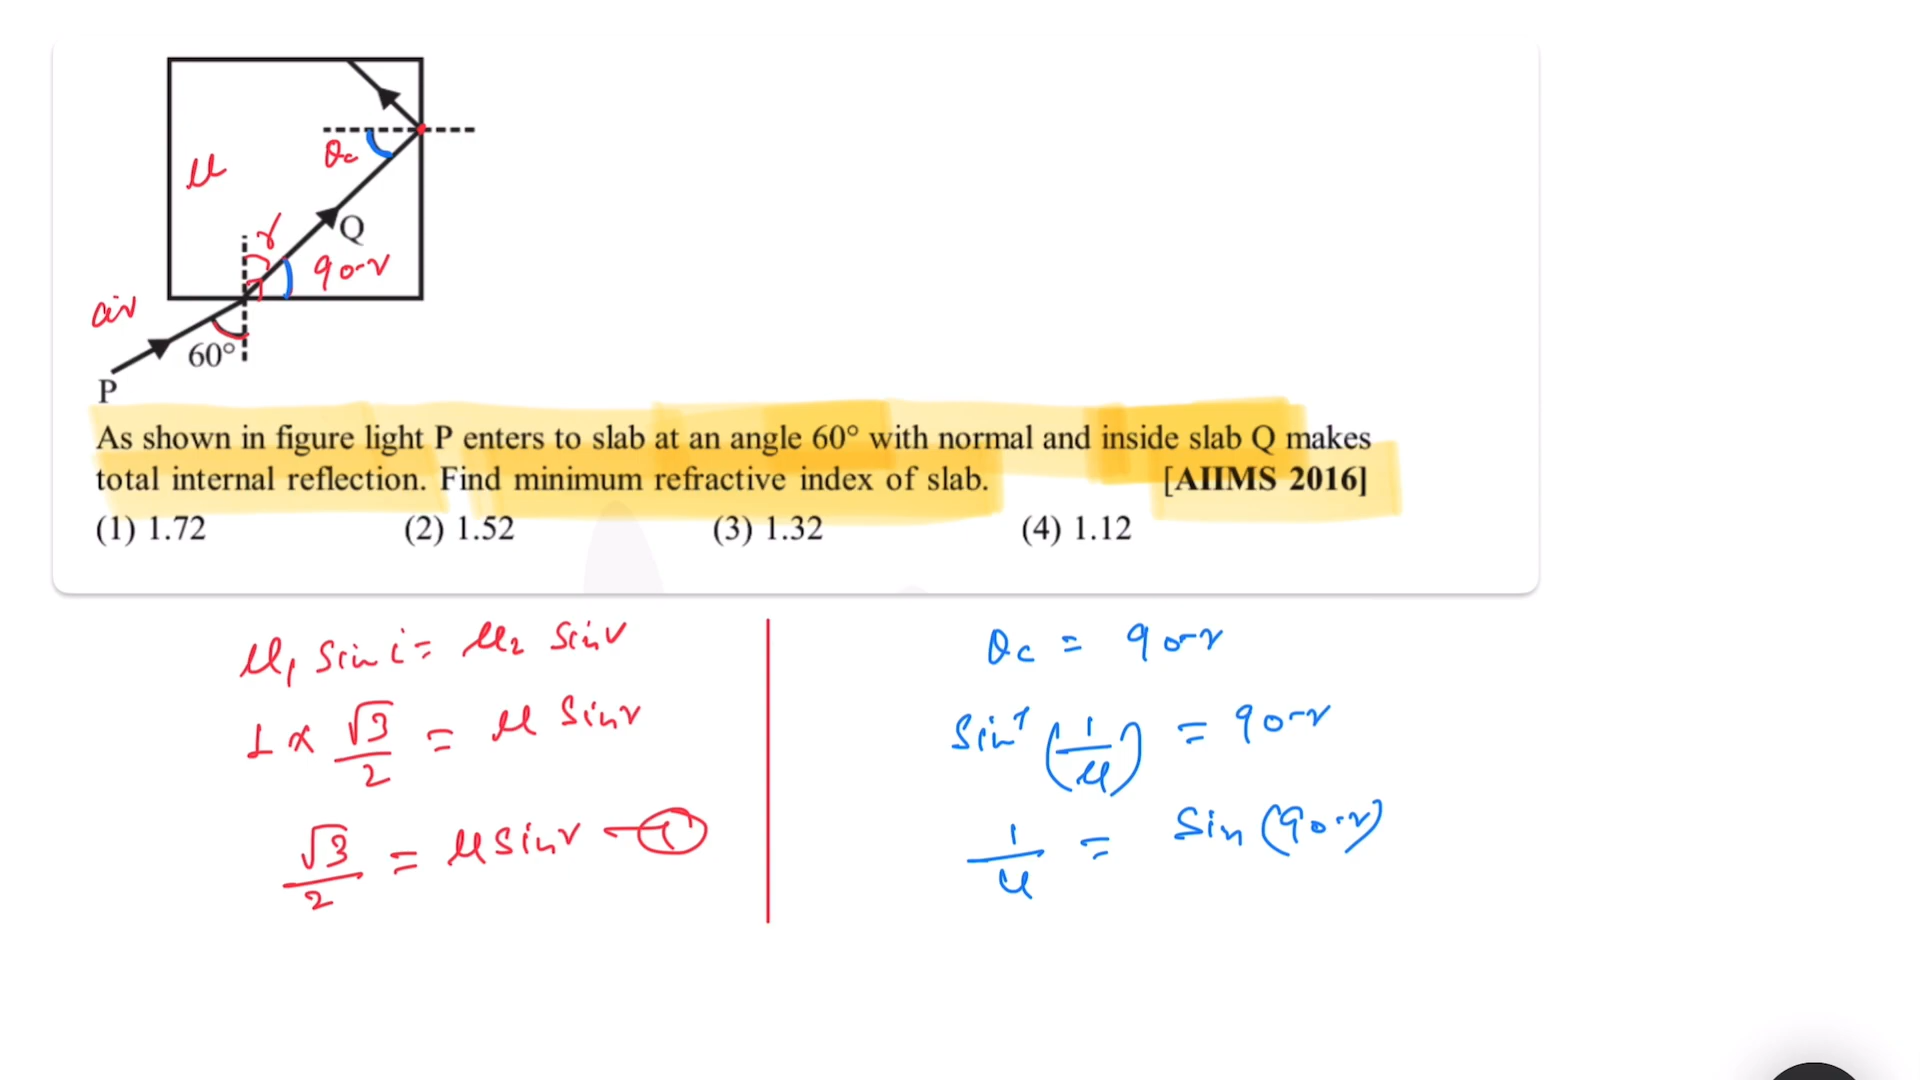 μ
θc
r
Q
90-r
air
60°
P
As shown in figure light P enters to slab at an angle 60° with normal and inside slab Q makes
total internal reflection. Find minimum refractive index of slab. [AIIMS 2016]
(1) 1.72 (2) 1.52 (3) 1.32 (4) 1.12
μ₁ sin i = μ₂ sin r
1 × √3/2 = μ sin r
√3/2 = μ sin r —①
θc = 90-r
sin⁻¹(1/μ) = 90-r
1/μ = sin (90-r)